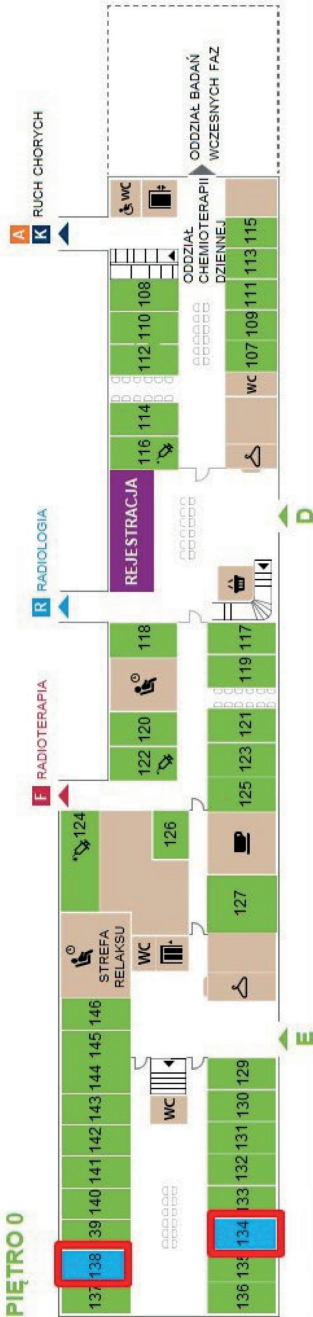 PIĘTRO 0
F RADIOTERAPIA
R RADIOLOGIA
A
K RUCH CHORYCH
137
138
39
140
141
142
143
144
145
146
STREFA
RELAKSU
124
126
WC
WC
122
120
118
REJESTRACJA
116
114
112
110
108
WC
ODDZIAŁ
CHEMIOTERAPII
DZIENNEJ
ODDZIAŁ BADAŃ
WCZESNYCH FAZ
136
135
134
133
132
131
130
129
127
125
123
121
119
117
WC
107
109
111
113
115
E
D